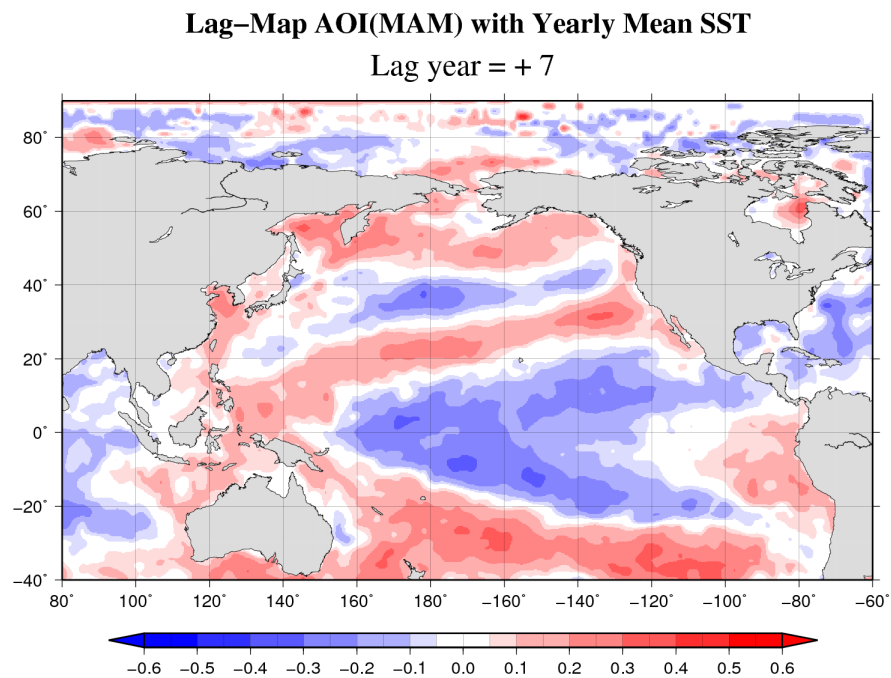 Lag–Map AOI(MAM) with Yearly Mean SST
Lag year = + 7
80˚
60˚
40˚
20˚
0˚
−20˚
−40˚
80˚ 100˚ 120˚ 140˚ 160˚ 180˚ −160˚ −140˚ −120˚ −100˚ −80˚ −60˚
−0.6 −0.5 −0.4 −0.3 −0.2 −0.1 0.0 0.1 0.2 0.3 0.4 0.5 0.6